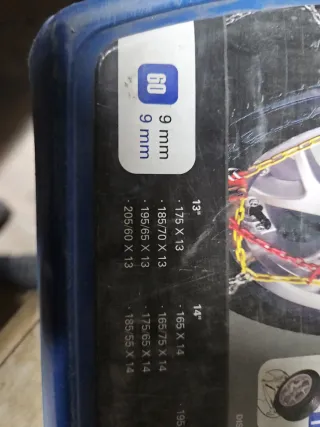 60
9 mm
9 mm
13"
· 175 X 13
· 185/70 X 13
· 195/65 X 13
· 205/60 X 13
14"
· 165 X 14
· 165/75 X 14
· 175/65 X 14
· 185/55 X 14
· 195